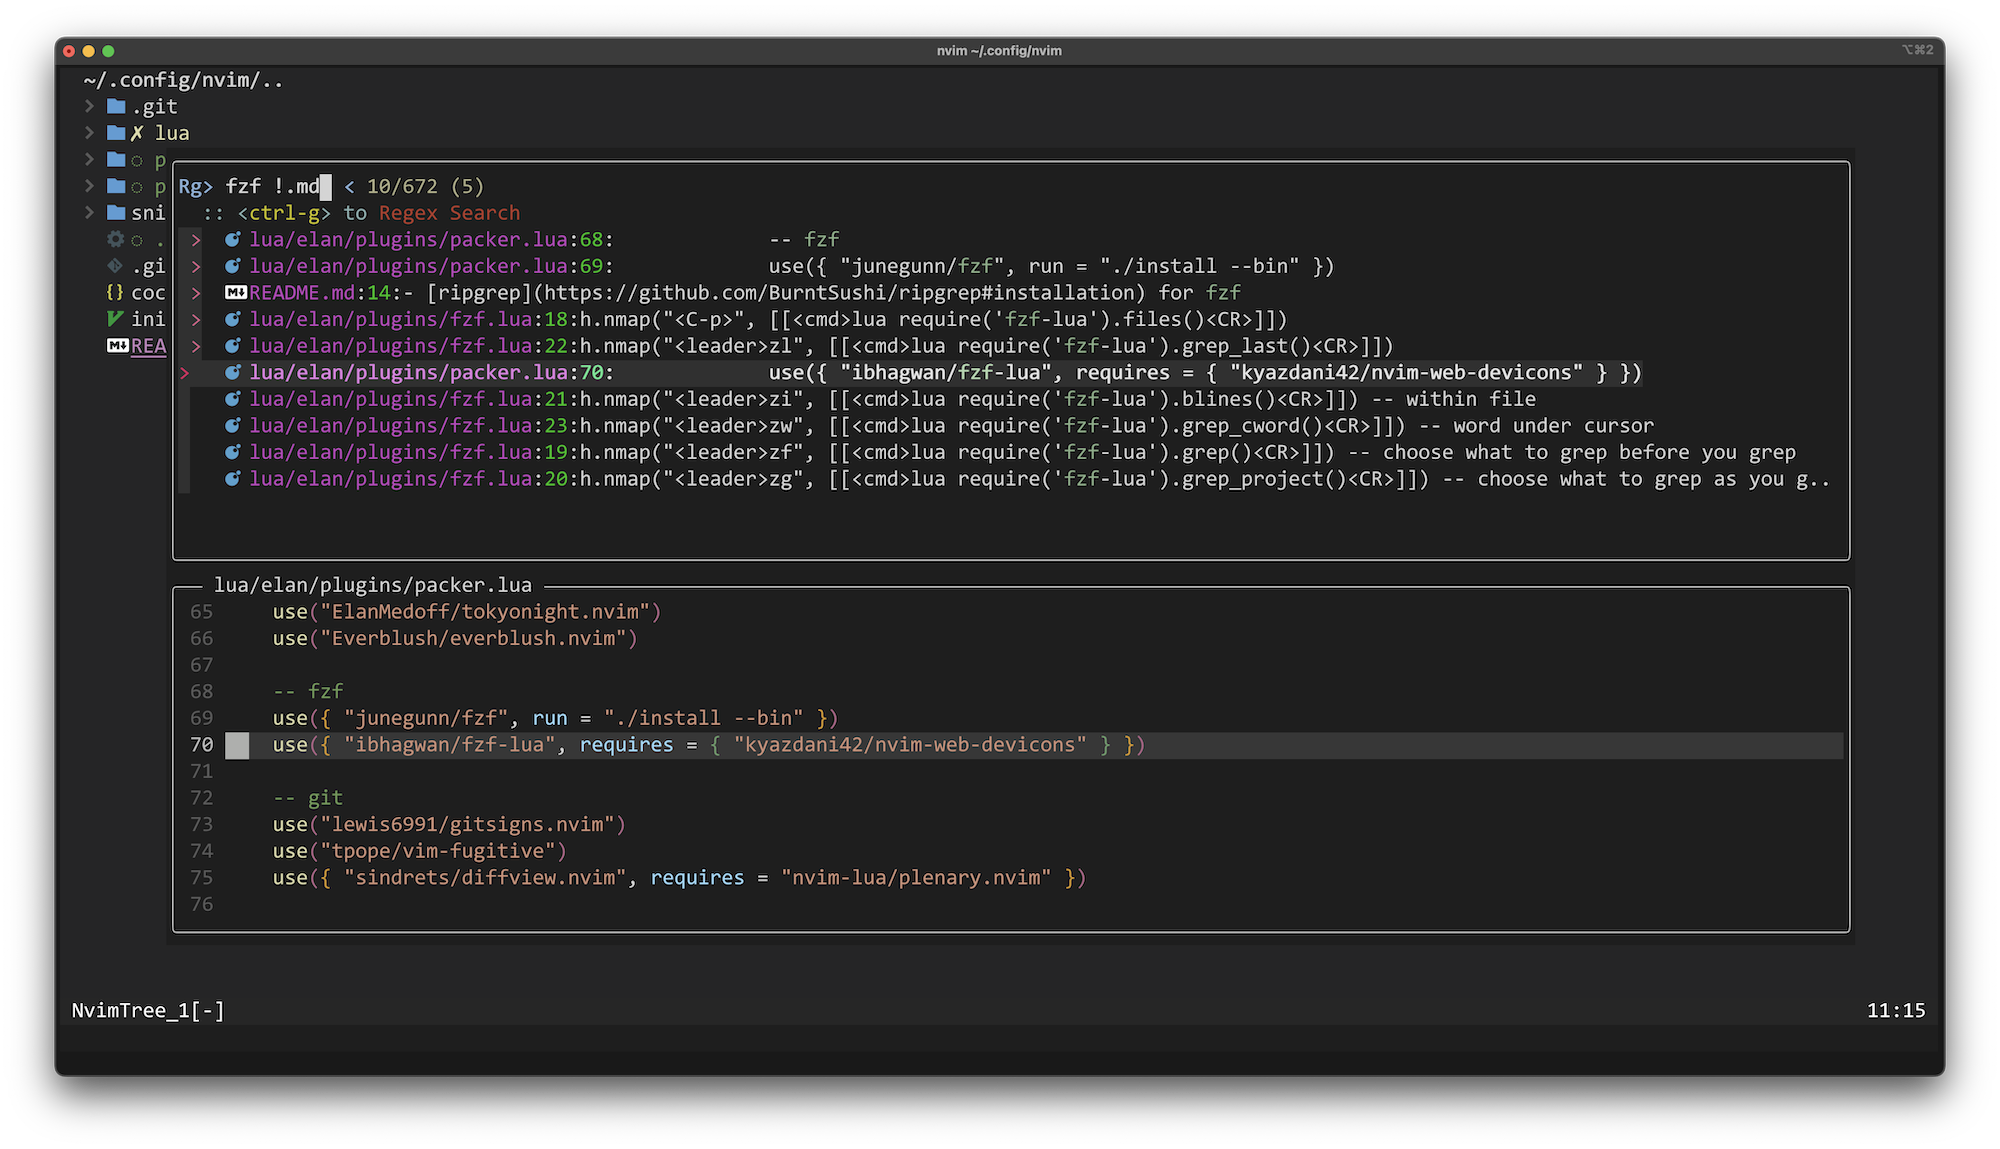 nvim ~/.config/nvim
⌥⌘2
~/.config/nvim/..
.git
✗ lua
p
p
sni
.
.gi
{} coc
ini
REA
Rg> fzf !.md < 10/672 (5)
:: <ctrl-g> to Regex Search
> lua/elan/plugins/packer.lua:68: -- fzf
> lua/elan/plugins/packer.lua:69: use({ "junegunn/fzf", run = "./install --bin" })
> README.md:14:- [ripgrep](https://github.com/BurntSushi/ripgrep#installation) for fzf
> lua/elan/plugins/fzf.lua:18:h.nmap("<C-p>", [[<cmd>lua require('fzf-lua').files()<CR>]])
> lua/elan/plugins/fzf.lua:22:h.nmap("<leader>zl", [[<cmd>lua require('fzf-lua').grep_last()<CR>]])
> lua/elan/plugins/packer.lua:70: use({ "ibhagwan/fzf-lua", requires = { "kyazdani42/nvim-web-devicons" } })
lua/elan/plugins/fzf.lua:21:h.nmap("<leader>zi", [[<cmd>lua require('fzf-lua').blines()<CR>]]) -- within file
lua/elan/plugins/fzf.lua:23:h.nmap("<leader>zw", [[<cmd>lua require('fzf-lua').grep_cword()<CR>]]) -- word under cursor
lua/elan/plugins/fzf.lua:19:h.nmap("<leader>zf", [[<cmd>lua require('fzf-lua').grep()<CR>]]) -- choose what to grep before you grep
lua/elan/plugins/fzf.lua:20:h.nmap("<leader>zg", [[<cmd>lua require('fzf-lua').grep_project()<CR>]]) -- choose what to grep as you g..
lua/elan/plugins/packer.lua
65 use("ElanMedoff/tokyonight.nvim")
66 use("Everblush/everblush.nvim")
67
68 -- fzf
69 use({ "junegunn/fzf", run = "./install --bin" })
70 use({ "ibhagwan/fzf-lua", requires = { "kyazdani42/nvim-web-devicons" } })
71
72 -- git
73 use("lewis6991/gitsigns.nvim")
74 use("tpope/vim-fugitive")
75 use({ "sindrets/diffview.nvim", requires = "nvim-lua/plenary.nvim" })
76
NvimTree_1[-]
11:15